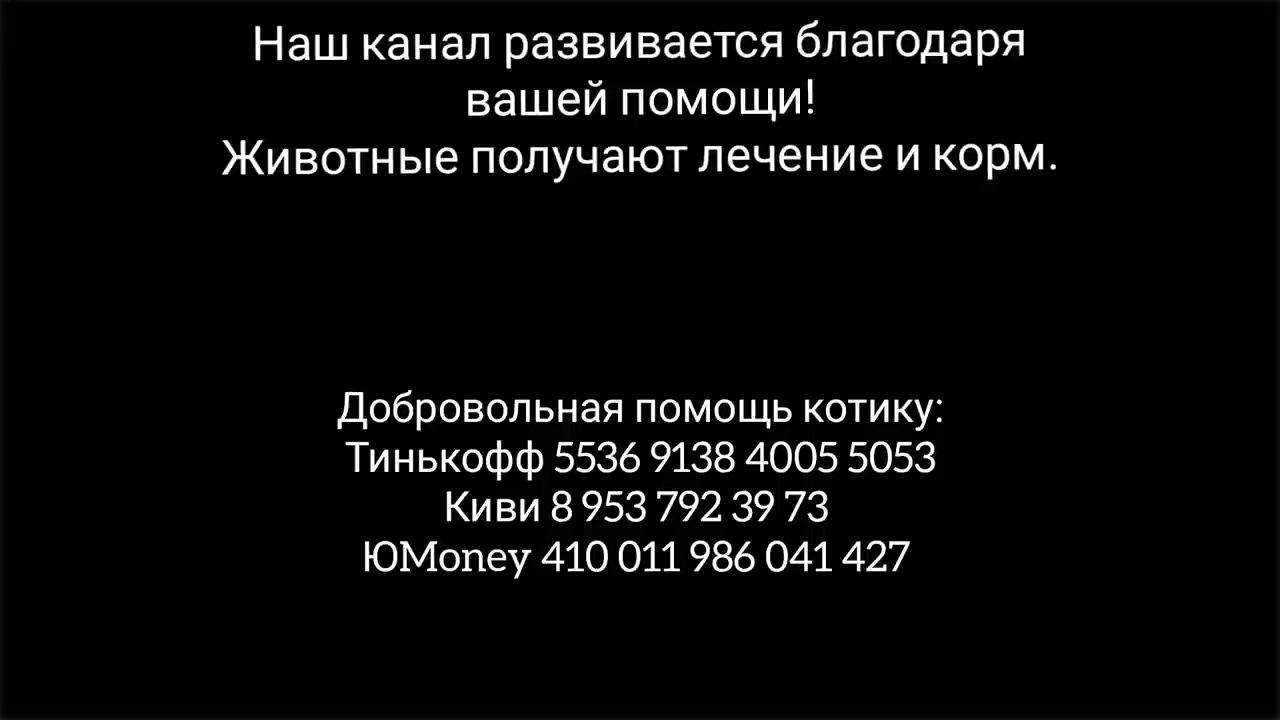 Наш канал развивается благодаря
вашей помощи!
Животные получают лечение и корм.
Добровольная помощь котику:
Тинькофф 5536 9138 4005 5053
Киви 8 953 792 39 73
ЮMoney 410 011 986 041 427